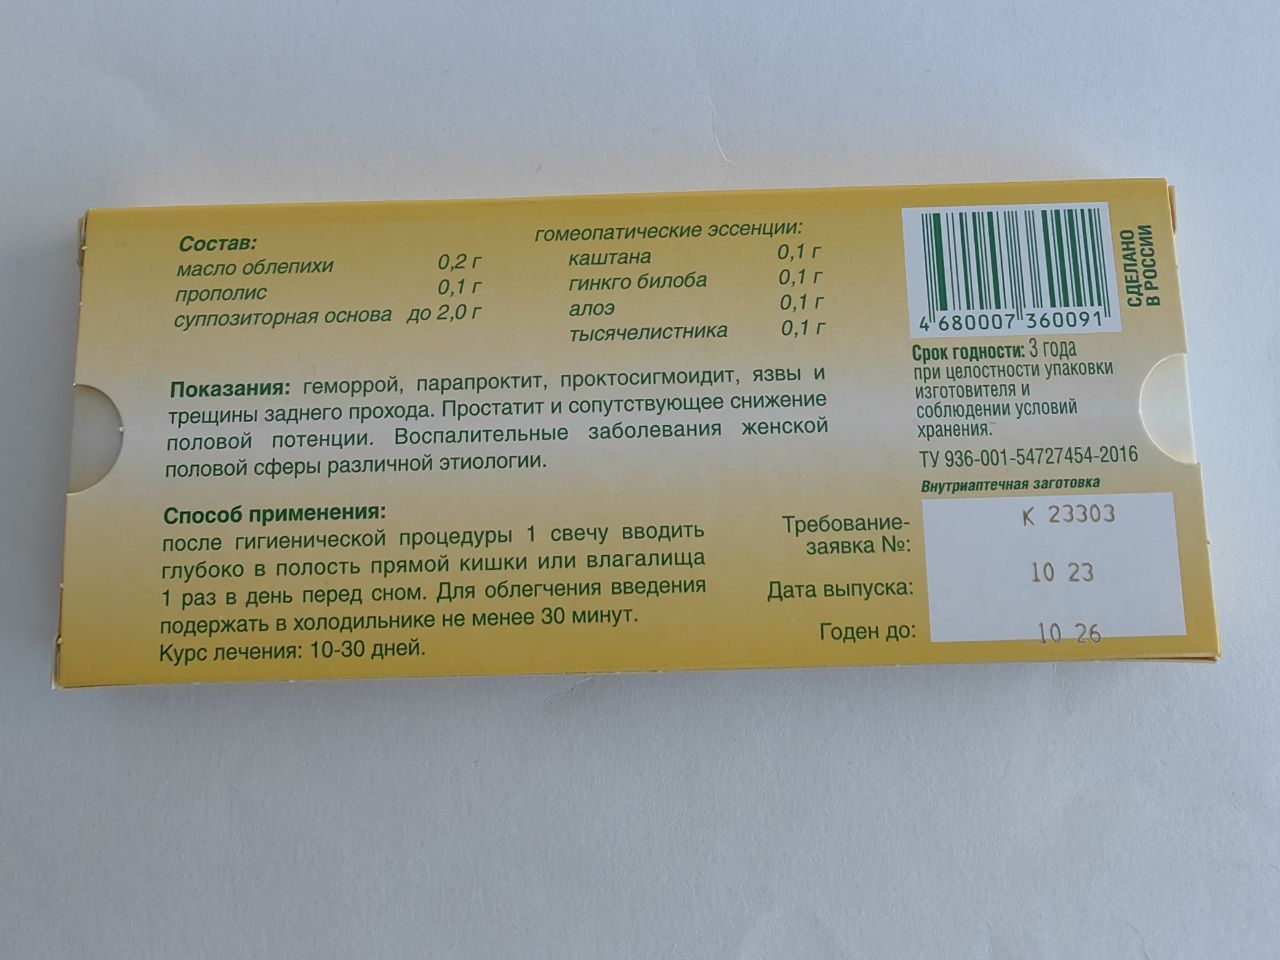 Состав:
масло облепихи 0,2 г
прополис 0,1 г
суппозиторная основа до 2,0 г
гомеопатические эссенции:
каштана 0,1 г
гинкго билоба 0,1 г
алоэ 0,1 г
тысячелистника 0,1 г
Показания: геморрой, парапроктит, проктосигмоидит, язвы и
трещины заднего прохода. Простатит и сопутствующее снижение
половой потенции. Воспалительные заболевания женской
половой сферы различной этиологии.
Способ применения:
после гигиенической процедуры 1 свечу вводить
глубоко в полость прямой кишки или влагалища
1 раз в день перед сном. Для облегчения введения
подержать в холодильнике не менее 30 минут.
Курс лечения: 10-30 дней.
4 680007 360091
СДЕЛАНО
В РОССИИ
Срок годности: 3 года
при целостности упаковки
изготовителя и
соблюдении условий
хранения.
ТУ 936-001-54727454-2016
Внутриаптечная заготовка
Требование-
заявка №: К 23303
Дата выпуска: 10 23
Годен до: 10 26